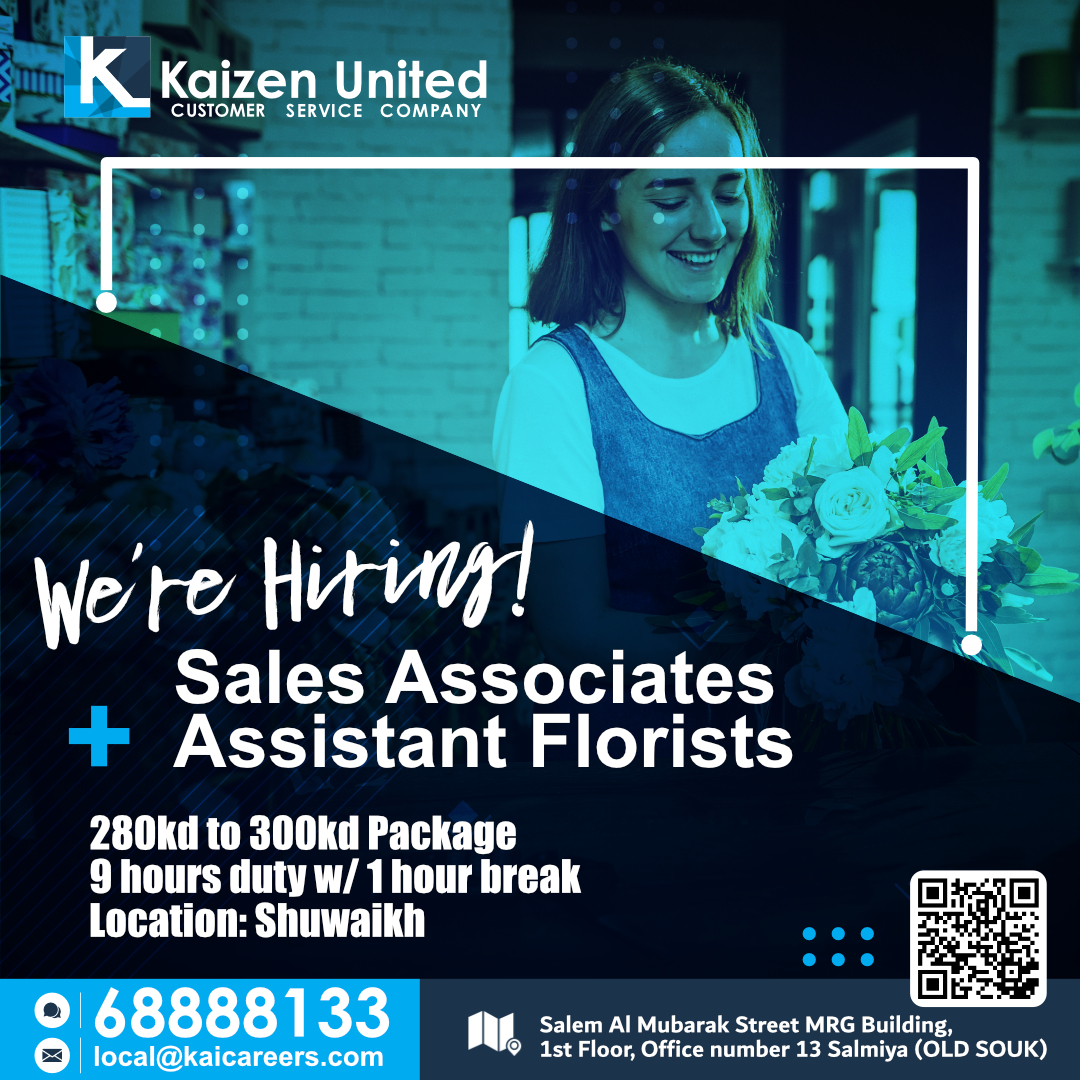 K
Kaizen United
CUSTOMER SERVICE COMPANY
We're Hiring!
Sales Associates
+ Assistant Florists
280kd to 300kd Package
9 hours duty w/ 1 hour break
Location: Shuwaikh
68888133
local@kaicareers.com
Salem Al Mubarak Street MRG Building,
1st Floor, Office number 13 Salmiya (OLD SOUK)